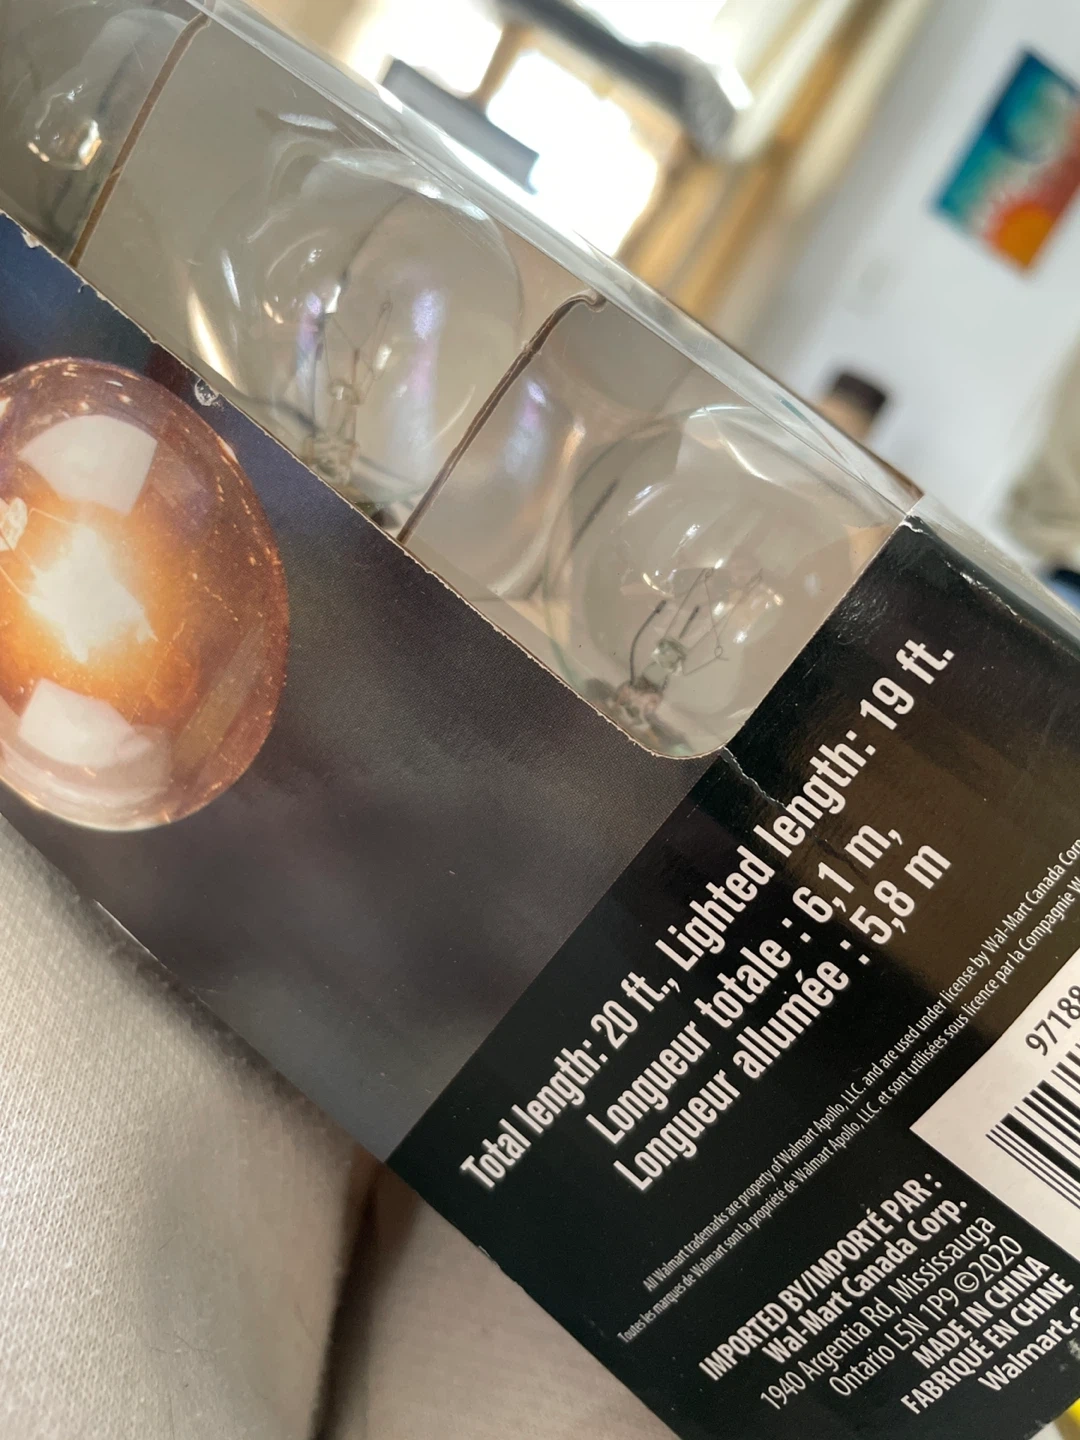 Total length: 20 ft., Lighted length: 19 ft.
Longueur totale : 6,1 m,
Longueur allumée : 5,8 m
All Walmart trademarks are property of Walmart Apollo, LLC. and are used under license by Wal-Mart Canada Corp
Toutes les marques de Walmart sont la propriété de Walmart Apollo, LLC. et sont utilisées sous licence par la Compagnie W
97188
IMPORTED BY/IMPORTÉ PAR :
Wal-Mart Canada Corp.
1940 Argentia Rd, Mississauga
Ontario L5N 1P9 ©2020
MADE IN CHINA
FABRIQUÉ EN CHINE
Walmart.c